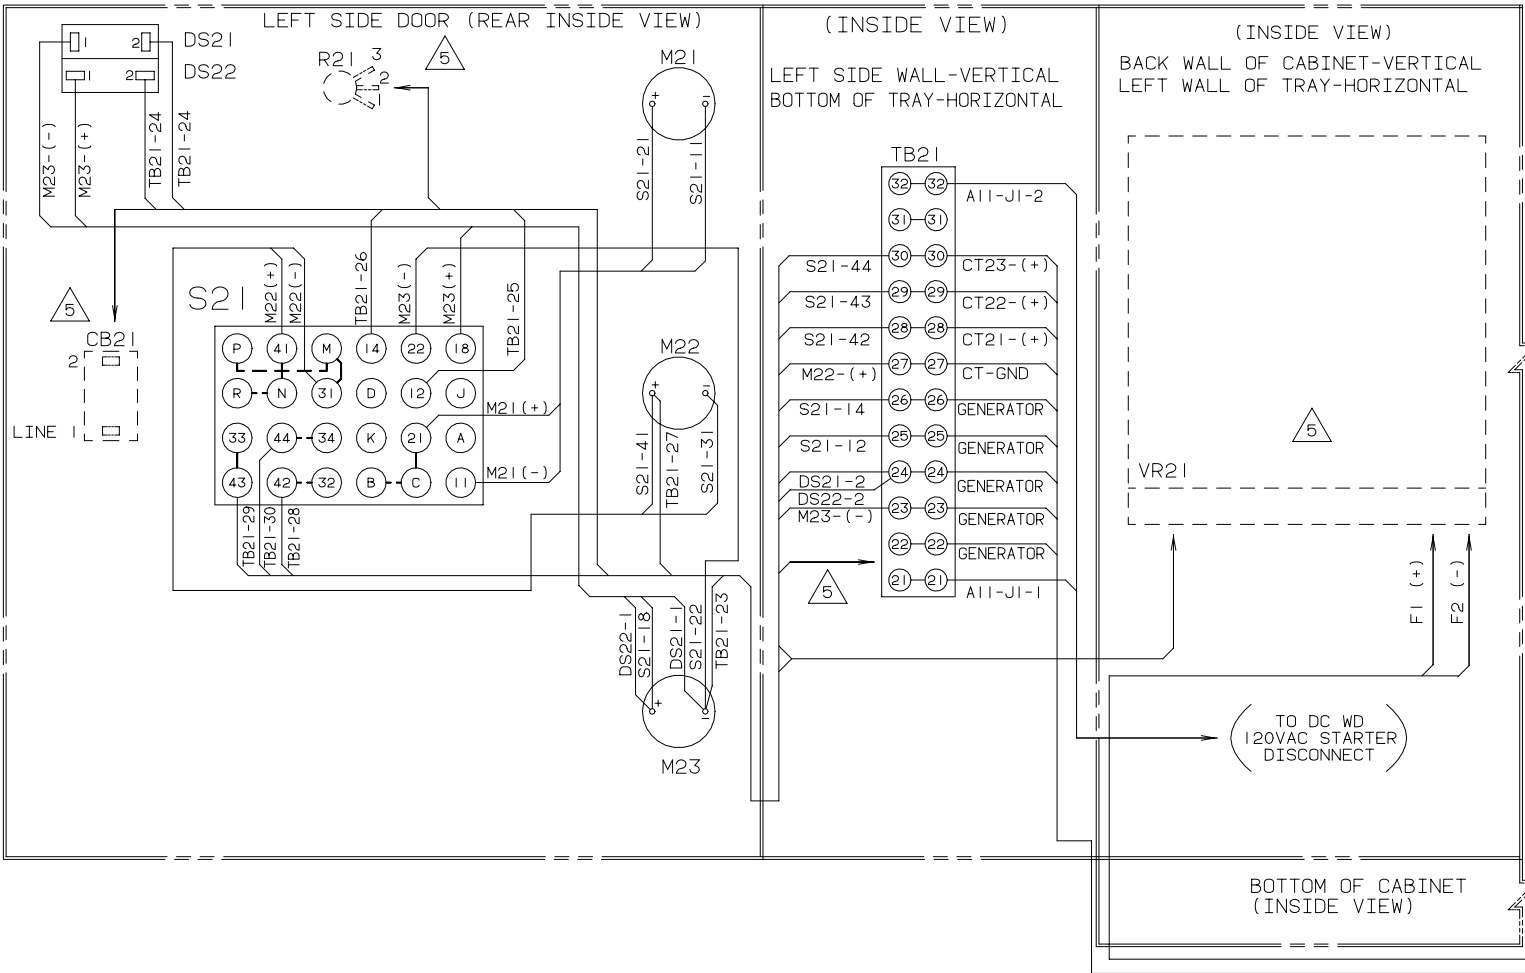 LEFT SIDE DOOR (REAR INSIDE VIEW)
1 2 DS21
1 2 DS22
M23-(-)
M23-(+)
TB21-24
TB21-24
R21
3
2
1
5
M21
+ -
S21-21
S21-11
5
CB21
2
LINE 1
S21
M22(+)
M22(-)
TB21-26
M23(-)
M23(+)
TB21-25
P 41 M 14 22 18
R N 31 D 12 J
33 44 34 K 21 A
43 42 32 B C 11
M21(+)
M21(-)
TB21-29
TB21-30
TB21-28
M22
+ -
S21-41
TB21-27
S21-31
DS22-1
S21-18
DS21-1
S21-22
TB21-23
+ -
M23
(INSIDE VIEW)
LEFT SIDE WALL-VERTICAL
BOTTOM OF TRAY-HORIZONTAL
TB21
32 32 A11-J1-2
31 31
S21-44 30 30 CT23-(+)
S21-43 29 29 CT22-(+)
S21-42 28 28 CT21-(+)
M22-(+) 27 27 CT-GND
S21-14 26 26 GENERATOR
S21-12 25 25 GENERATOR
DS21-2 24 24 GENERATOR
DS22-2
M23-(-) 23 23 GENERATOR
22 22 GENERATOR
21 21 A11-J1-1
5
(INSIDE VIEW)
BACK WALL OF CABINET-VERTICAL
LEFT WALL OF TRAY-HORIZONTAL
5
VR21
F1 (+)
F2 (-)
TO DC WD
120VAC STARTER
DISCONNECT
BOTTOM OF CABINET
(INSIDE VIEW)